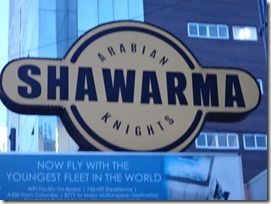 ARABIAN
SHAWARMA
KNIGHTS
NOW FLY WITH THE
YOUNGEST FLEET IN THE WORLD